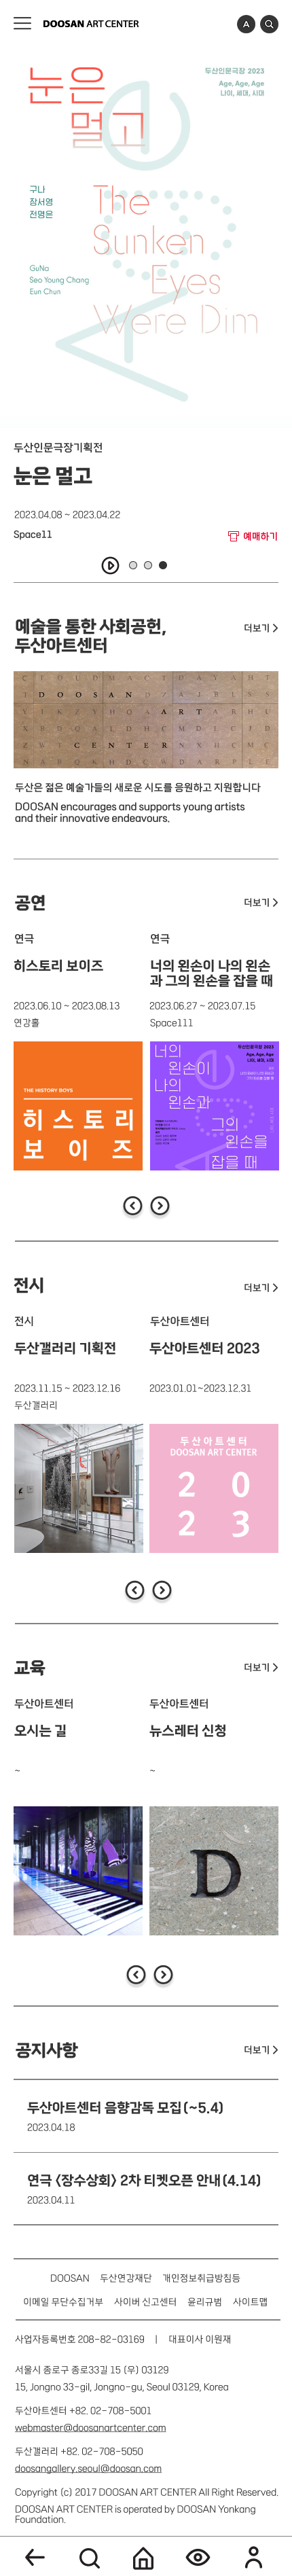 DOOSAN ART CENTER
A
눈은
멀고
두산인문극장 2023
Age, Age, Age
나이, 세대, 시대
구나
장서영
전명은
The
Sunken
Eyes
Were Dim
GuNa
Seo Young Chang
Eun Chun
두산인문극장기획전
눈은 멀고
2023.04.08 ~ 2023.04.22
Space11
예매하기
예술을 통한 사회공헌,
두산아트센터
더보기
DOOSAN
ART
CENTER
두산은 젊은 예술가들의 새로운 시도를 응원하고 지원합니다
DOOSAN encourages and supports young artists
and their innovative endeavours.
공연
더보기
연극
히스토리 보이즈
2023.06.10 ~ 2023.08.13
연강홀
THE HISTORY BOYS
히스토리
보이즈
연극
너의 왼손이 나의 왼손
과 그의 왼손을 잡을 때
2023.06.27 ~ 2023.07.15
Space111
두산인문극장 2023
Age, Age, Age
나이, 세대, 시대
너의
왼손이
나의
왼손과
그의
왼손을
잡을 때
전시
더보기
전시
두산갤러리 기획전
2023.11.15 ~ 2023.12.16
두산갤러리
두산아트센터
두산아트센터 2023
2023.01.01~2023.12.31
두산아트센터
DOOSAN ART CENTER
2 0
2 3
교육
더보기
두산아트센터
오시는 길
~
두산아트센터
뉴스레터 신청
~
D
공지사항
더보기
두산아트센터 음향감독 모집(~5.4)
2023.04.18
연극 <장수상회> 2차 티켓오픈 안내(4.14)
2023.04.11
DOOSAN 두산연강재단 개인정보취급방침등
이메일 무단수집거부 사이버 신고센터 윤리규범 사이트맵
사업자등록번호 208-82-03169 | 대표이사 이원재
서울시 종로구 종로33길 15 (우) 03129
15, Jongno 33-gil, Jongno-gu, Seoul 03129, Korea
두산아트센터 +82. 02-708-5001
webmaster@doosanartcenter.com
두산갤러리 +82. 02-708-5050
doosangallery.seoul@doosan.com
Copyright (c) 2017 DOOSAN ART CENTER All Right Reserved.
DOOSAN ART CENTER is operated by DOOSAN Yonkang
Foundation.